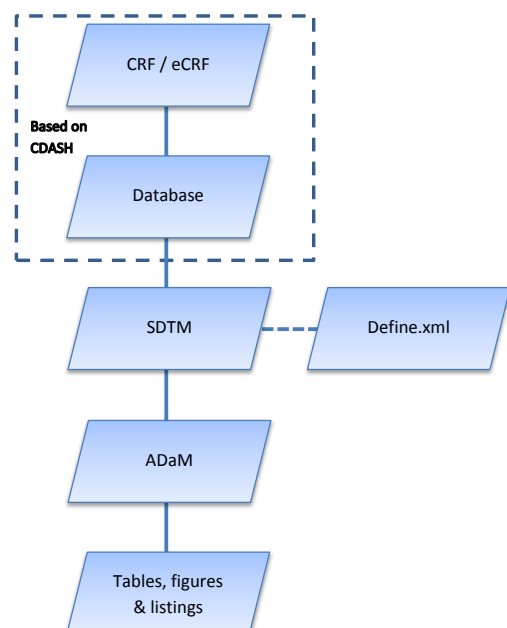 CRF / eCRF
Based on
CDASH
Database
SDTM
Define.xml
ADaM
Tables, figures
& listings